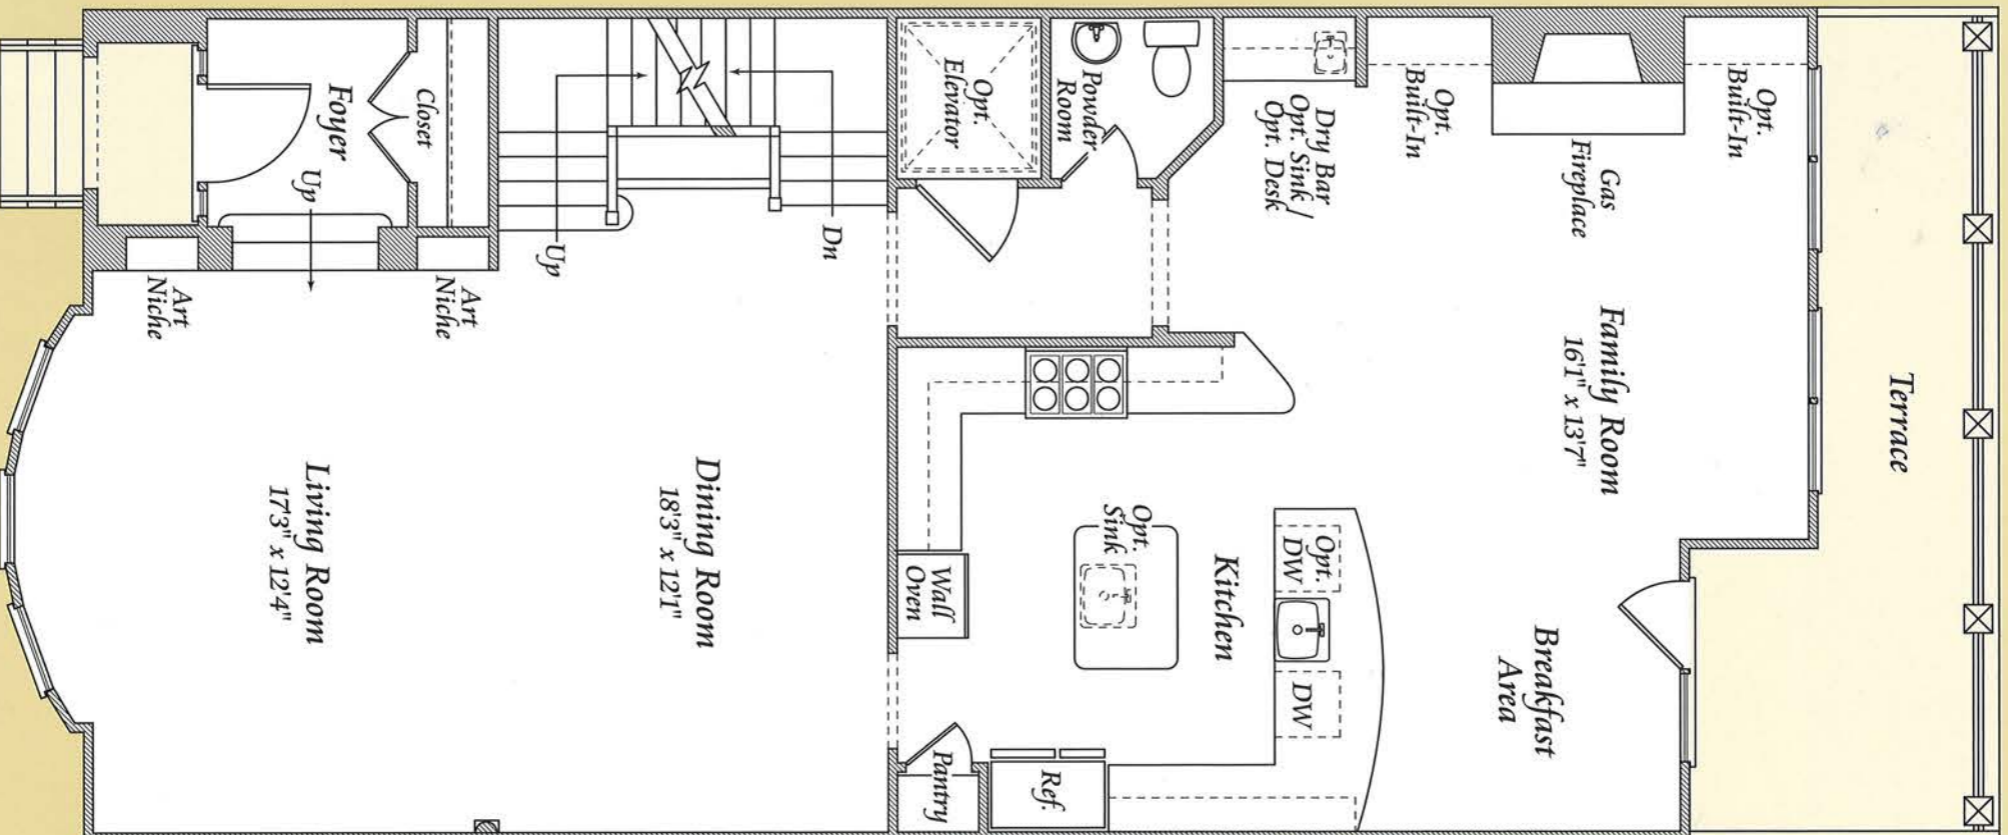 Terrace
Opt.
Built-In
Gas
Fireplace
Opt.
Built-In
Family Room
16'1" x 13'7"
Breakfast
Area
Dry Bar
Opt. Sink /
Opt. Desk
Powder
Room
Opt.
Elevator
Opt.
DW
DW
Kitchen
Opt.
Sink
Wall
Oven
Ref.
Pantry
Dn
Up
Dining Room
18'3" x 12'1"
Closet
Foyer
Up
Art
Niche
Art
Niche
Living Room
17'3" x 12'4"